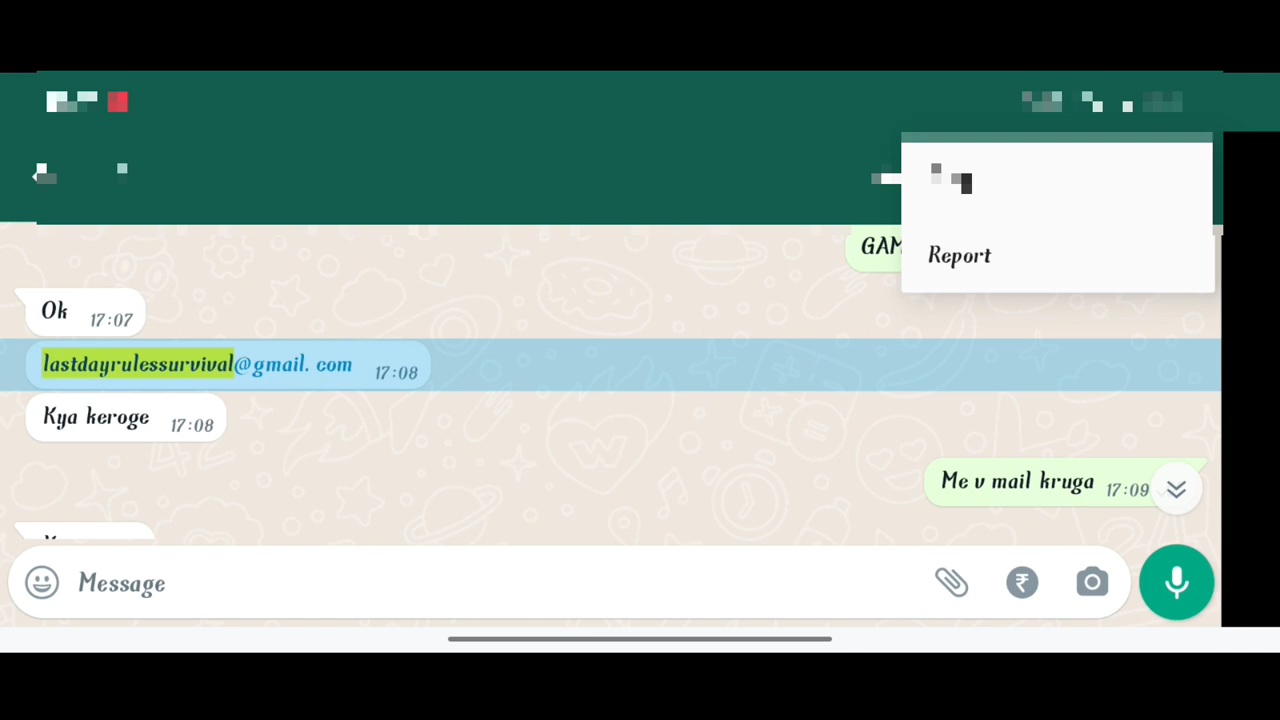 GAM
Report
Ok 17:07
lastdayrulessurvival@gmail. com 17:08
Kya keroge 17:08
Me v mail kruga 17:09
Message